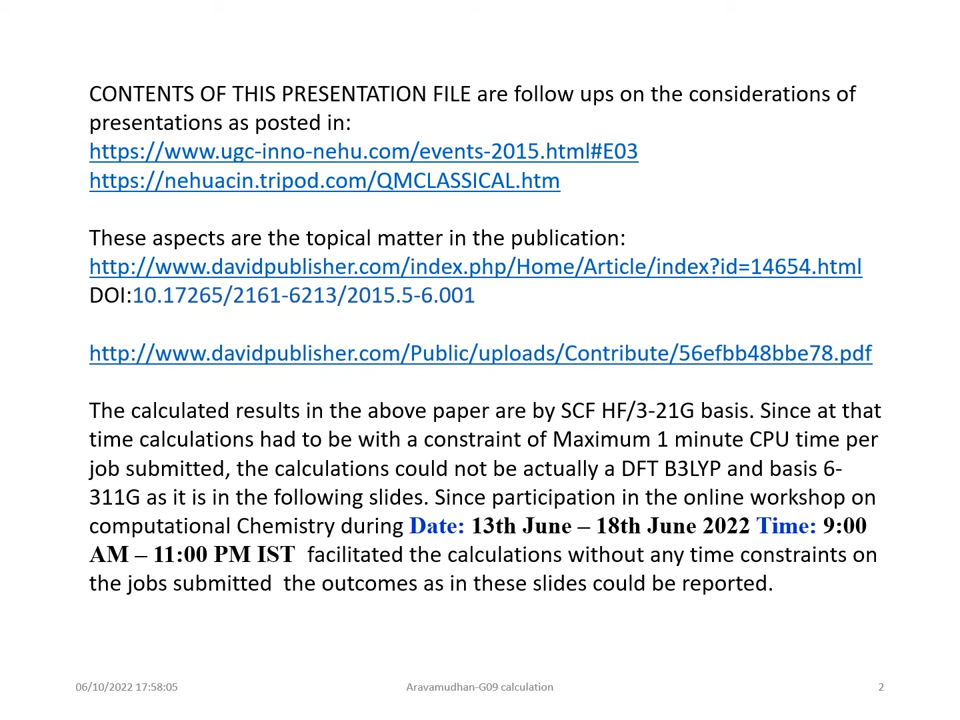 CONTENTS OF THIS PRESENTATION FILE are follow ups on the considerations of
presentations as posted in:
https://www.ugc-inno-nehu.com/events-2015.html#E03
https://nehuacin.tripod.com/QMCLASSICAL.htm
These aspects are the topical matter in the publication:
http://www.davidpublisher.com/index.php/Home/Article/index?id=14654.html
DOI:10.17265/2161-6213/2015.5-6.001
http://www.davidpublisher.com/Public/uploads/Contribute/56efbb48bbe78.pdf
The calculated results in the above paper are by SCF HF/3-21G basis. Since at that
time calculations had to be with a constraint of Maximum 1 minute CPU time per
job submitted, the calculations could not be actually a DFT B3LYP and basis 6-
311G as it is in the following slides. Since participation in the online workshop on
computational Chemistry during Date: 13th June – 18th June 2022 Time: 9:00
AM – 11:00 PM IST facilitated the calculations without any time constraints on
the jobs submitted the outcomes as in these slides could be reported.
06/10/2022 17:58:05
Aravamudhan-G09 calculation
2